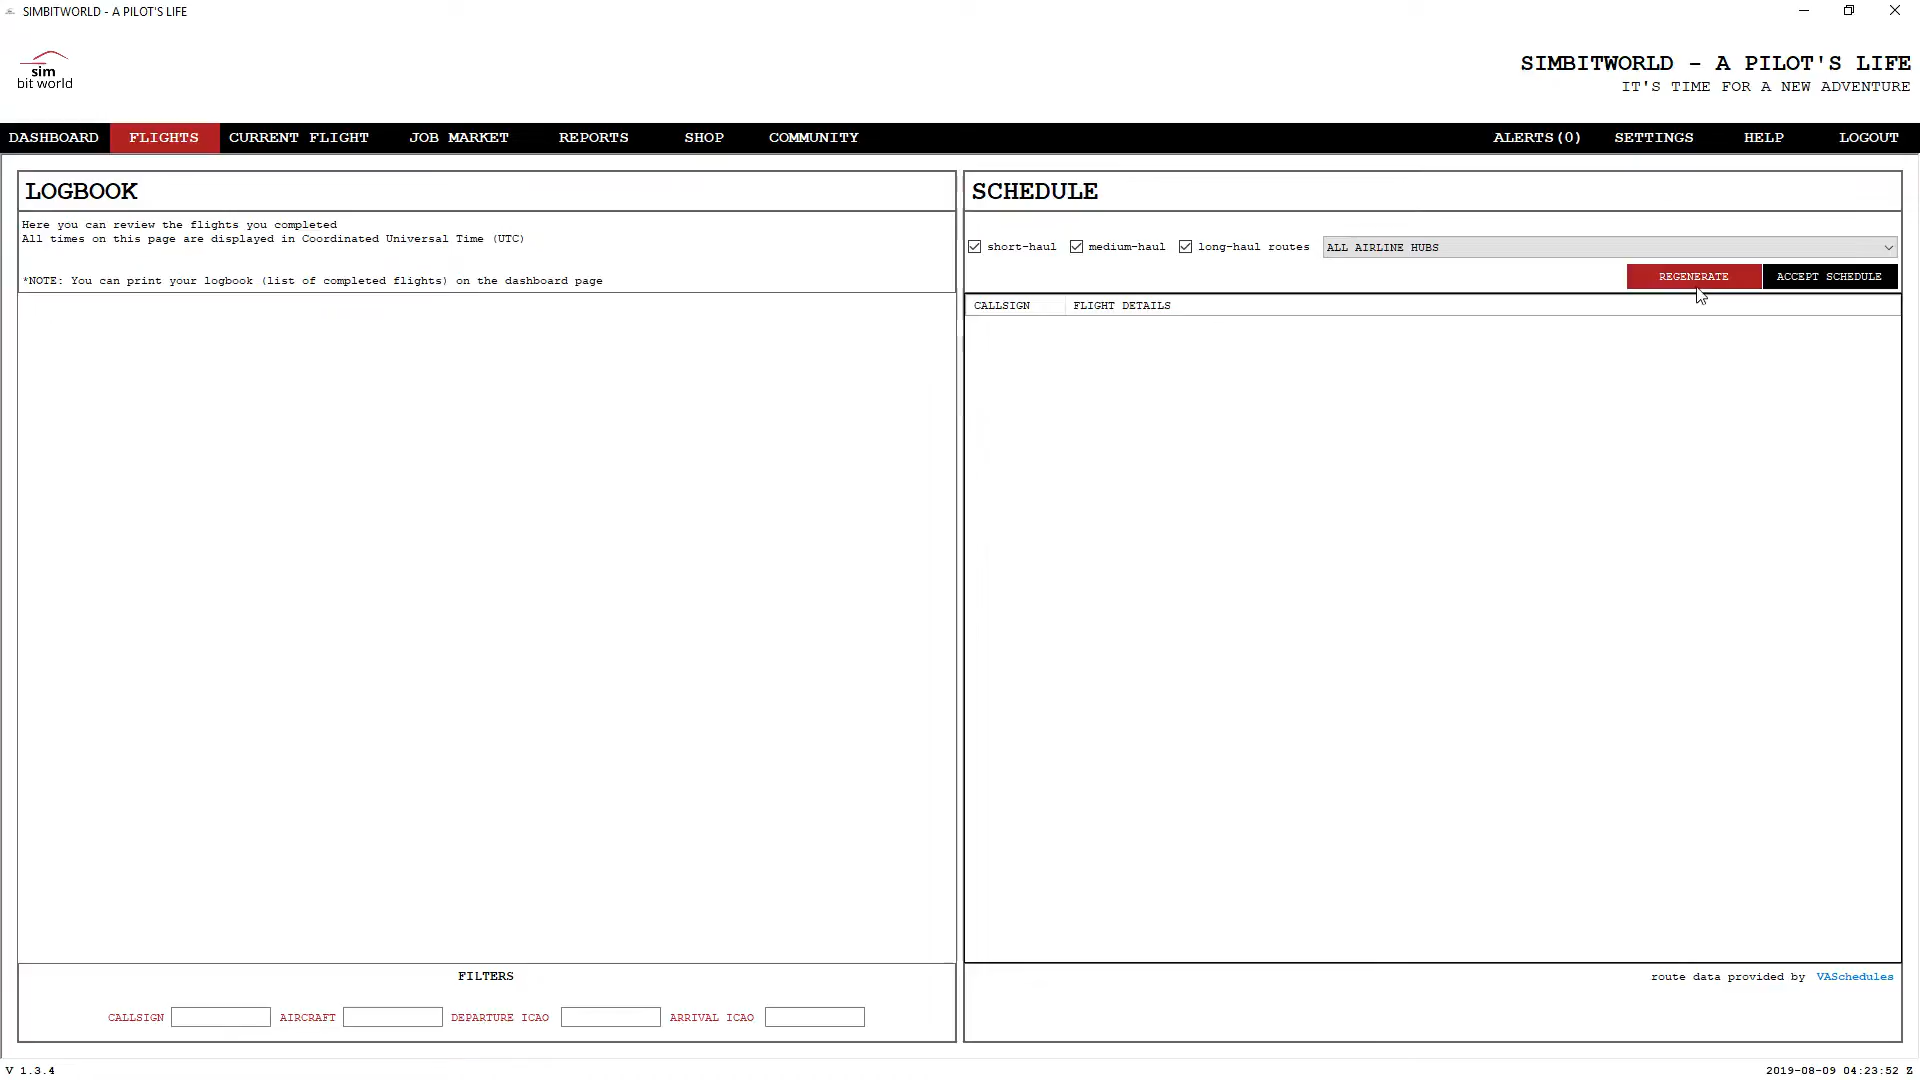 SIMBITWORLD - A PILOT'S LIFE
sim
bit world
SIMBITWORLD - A PILOT'S LIFE
IT'S TIME FOR A NEW ADVENTURE
DASHBOARD FLIGHTS CURRENT FLIGHT JOB MARKET REPORTS SHOP COMMUNITY ALERTS(0) SETTINGS HELP LOGOUT
LOGBOOK
Here you can review the flights you completed
All times on this page are displayed in Coordinated Universal Time (UTC)
*NOTE: You can print your logbook (list of completed flights) on the dashboard page
FILTERS
CALLSIGN AIRCRAFT DEPARTURE ICAO ARRIVAL ICAO
SCHEDULE
short-haul medium-haul long-haul routes ALL AIRLINE HUBS
REGENERATE ACCEPT SCHEDULE
CALLSIGN FLIGHT DETAILS
route data provided by VASchedules
V 1.3.4
2019-08-09 04:23:52 Z